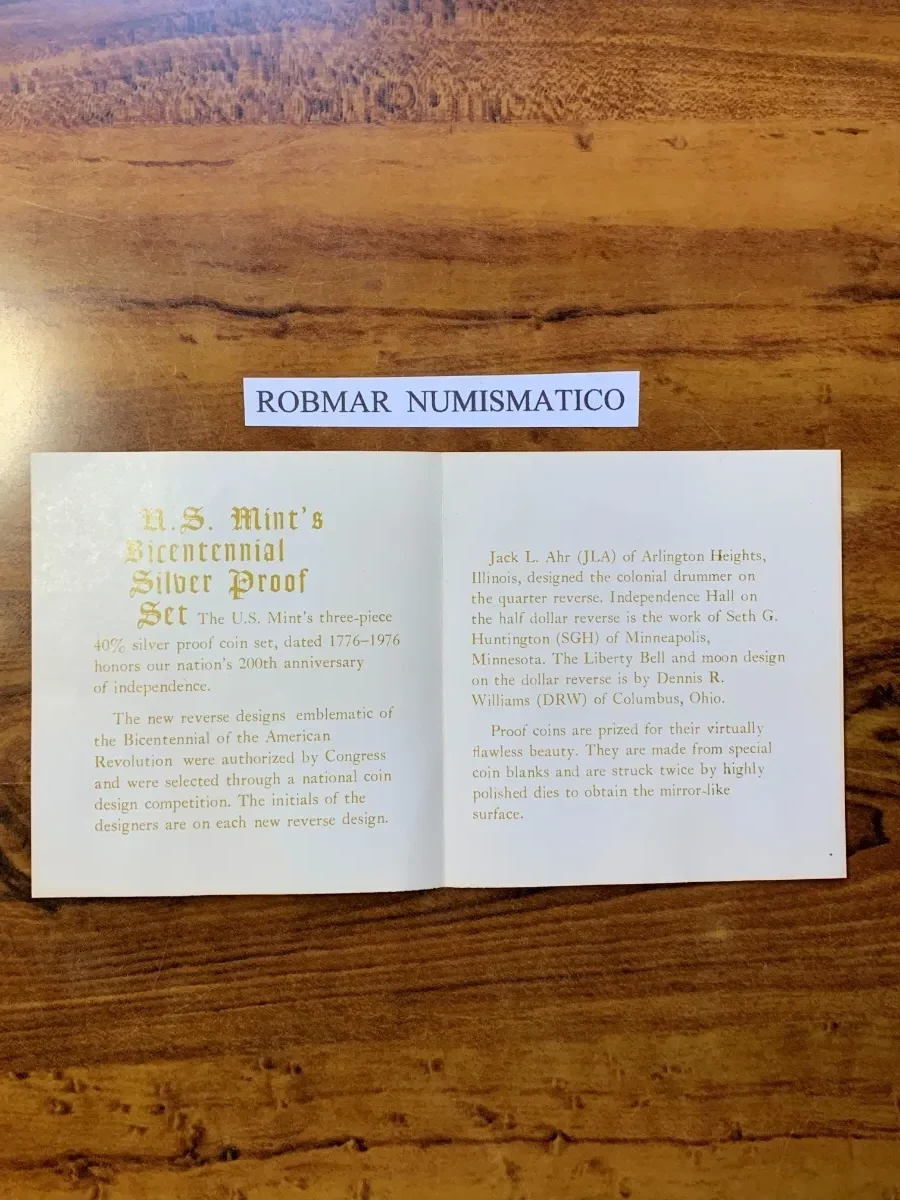 ROBMAR NUMISMATICO
U.S. Mint's
Bicentennial
Silver Proof
Set The U.S. Mint's three-piece
40% silver proof coin set, dated 1776–1976
honors our nation's 200th anniversary
of independence.
The new reverse designs emblematic of
the Bicentennial of the American
Revolution were authorized by Congress
and were selected through a national coin
design competition. The initials of the
designers are on each new reverse design.
Jack L. Ahr (JLA) of Arlington Heights,
Illinois, designed the colonial drummer on
the quarter reverse. Independence Hall on
the half dollar reverse is the work of Seth G.
Huntington (SGH) of Minneapolis,
Minnesota. The Liberty Bell and moon design
on the dollar reverse is by Dennis R.
Williams (DRW) of Columbus, Ohio.
Proof coins are prized for their virtually
flawless beauty. They are made from special
coin blanks and are struck twice by highly
polished dies to obtain the mirror-like
surface.